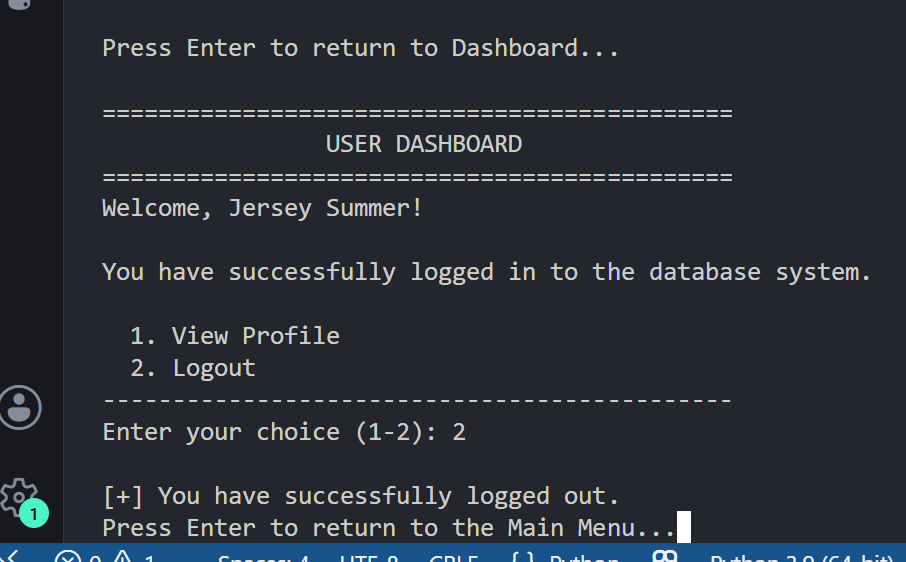 Press Enter to return to Dashboard...
=============================================
USER DASHBOARD
=============================================
Welcome, Jersey Summer!
You have successfully logged in to the database system.
1. View Profile
2. Logout
---------------------------------------------
Enter your choice (1-2): 2
[+] You have successfully logged out.
Press Enter to return to the Main Menu...
1
0 1 Spaces: 4 UTF-8 CRLF {} Python Python 3.9 (64-bit)